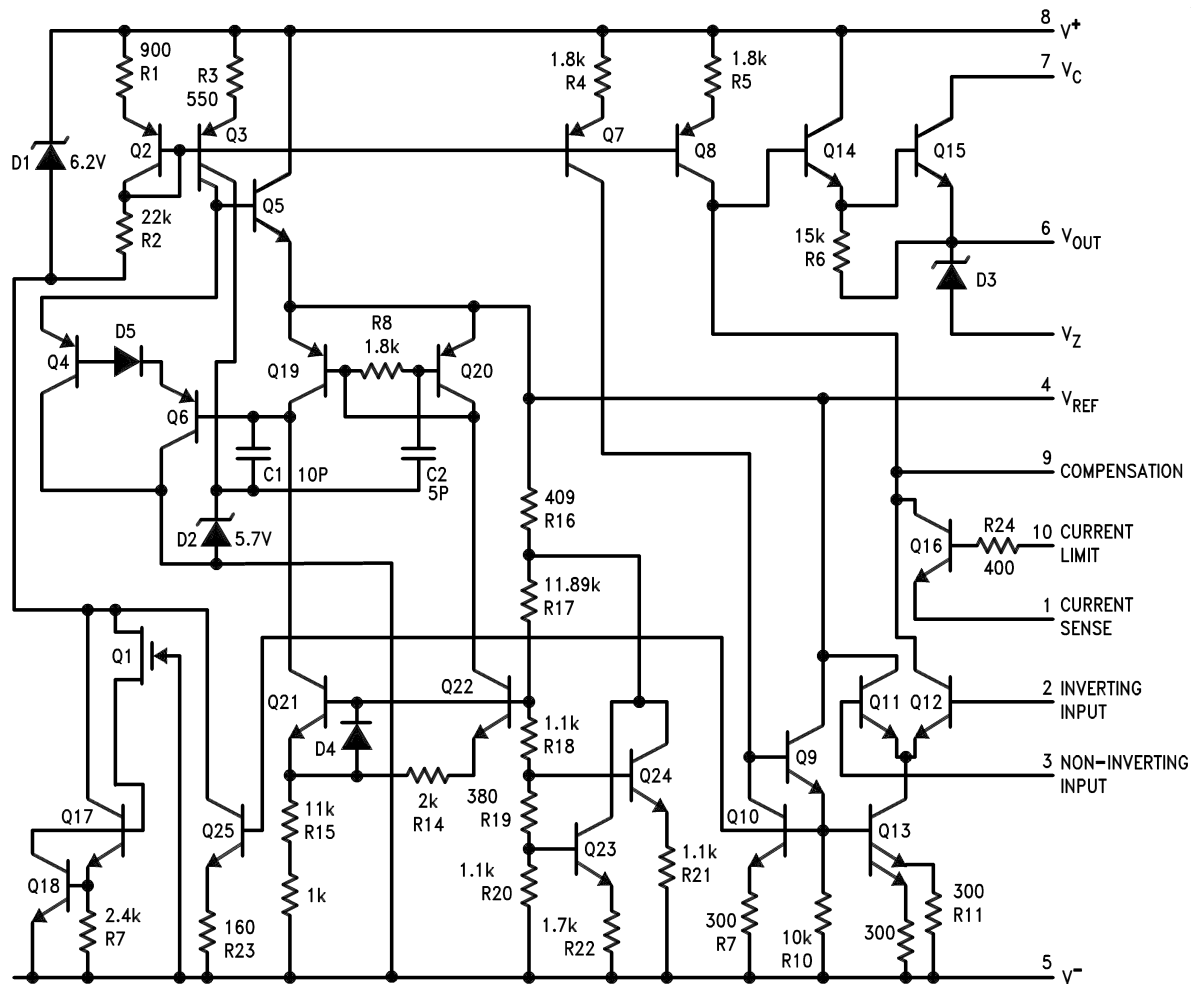 8 V+
7 VC
900
R1
R3
550
1.8k
R4
1.8k
R5
D1
6.2V
Q2
Q3
Q7
Q8
Q14
Q15
22k
R2
Q5
15k
R6
6 VOUT
D3
VZ
Q4
D5
Q6
Q19
R8
1.8k
Q20
4 VREF
C1 10P
C2
5P
9 COMPENSATION
409
R16
D2
5.7V
Q16
R24
400
10 CURRENT
LIMIT
11.89k
R17
1 CURRENT
SENSE
Q1
Q21
D4
Q22
Q11
Q12
2 INVERTING
INPUT
1.1k
R18
Q9
3 NON-INVERTING
INPUT
Q24
Q17
Q25
11k
R15
2k
R14
380
R19
Q10
Q13
Q23
Q18
1.1k
R20
1.1k
R21
2.4k
R7
160
R23
1k
1.7k
R22
300
R7
10k
R10
300
300
R11
5 V−